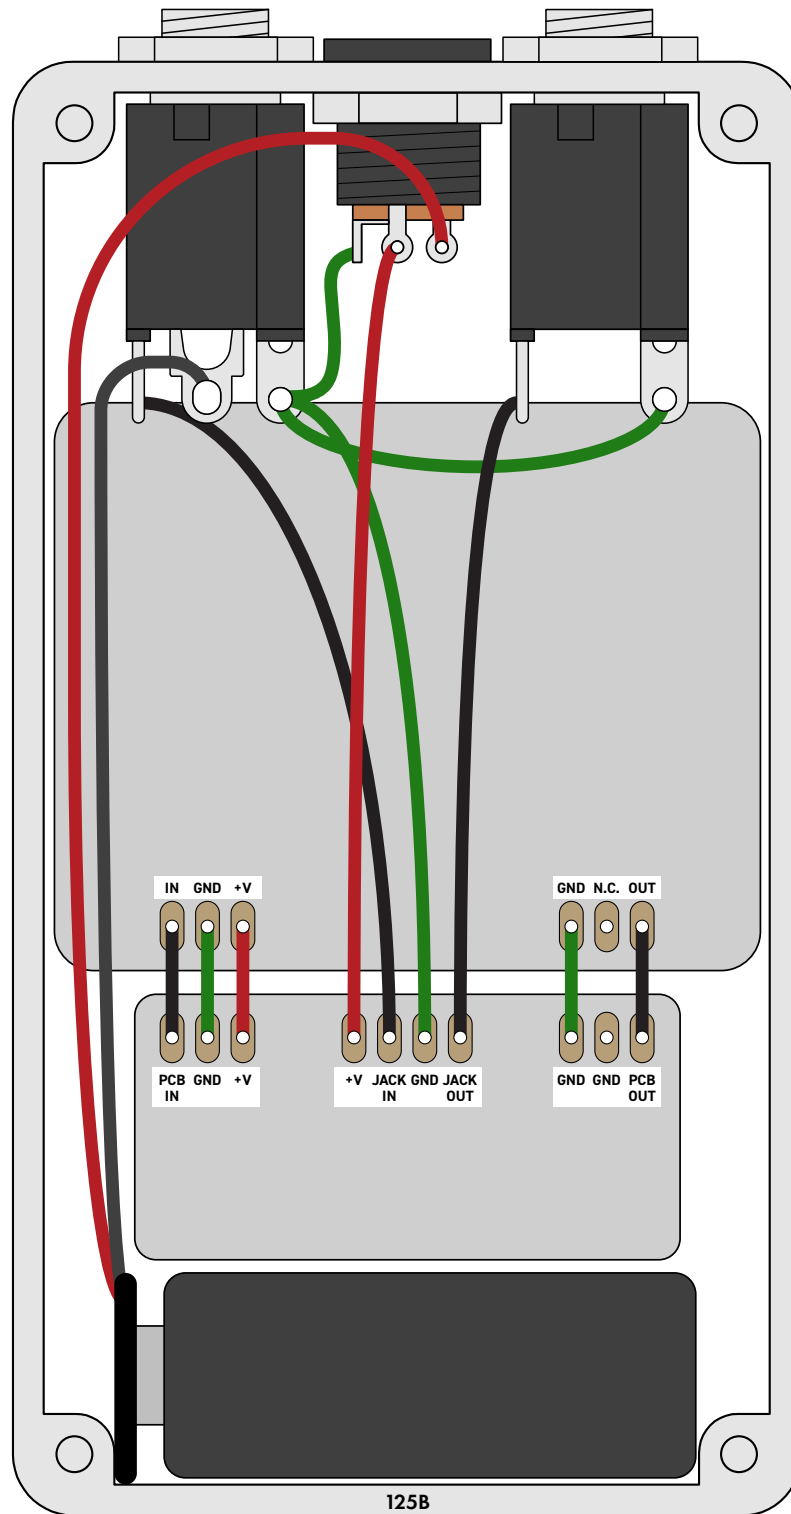 IN GND +V
GND N.C. OUT
PCB IN GND +V
+V JACK IN GND JACK OUT
GND GND PCB OUT
125B